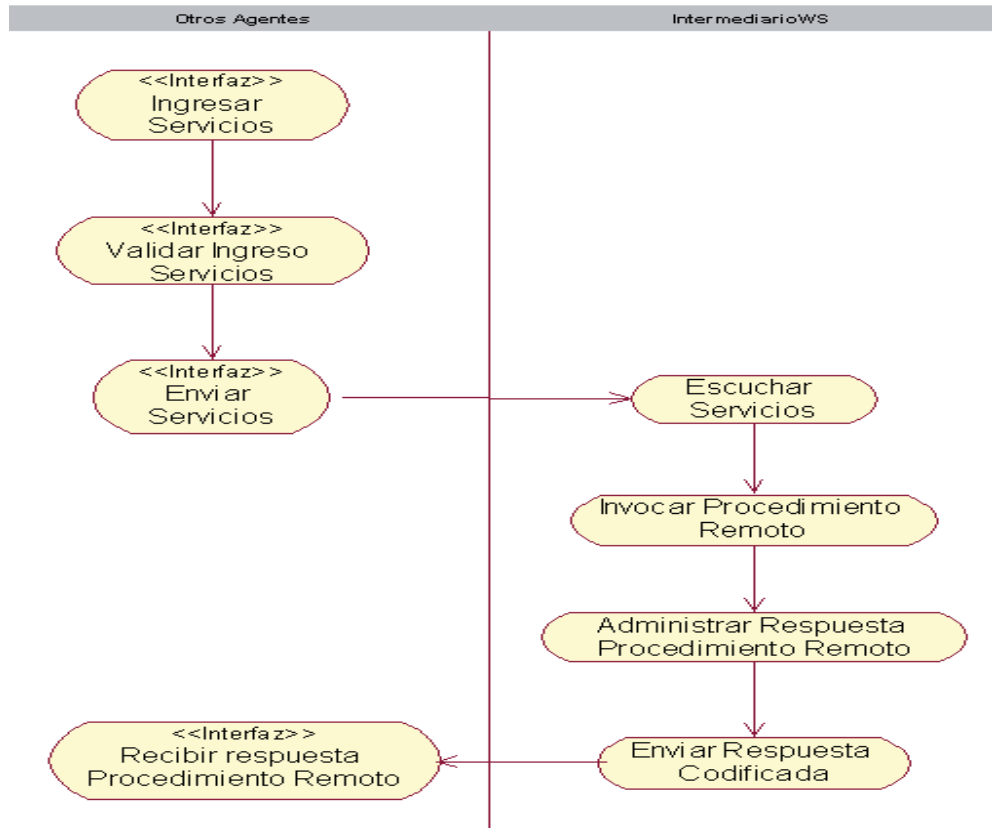 Otros Agentes
IntermediarioWS
<<Interfaz>>
Ingresar
Servicios
<<Interfaz>>
Validar Ingreso
Servicios
<<Interfaz>>
Enviar
Servicios
Escuchar
Servicios
Invocar Procedimiento
Remoto
Administrar Respuesta
Procedimiento Remoto
Enviar Respuesta
Codificada
<<Interfaz>>
Recibir respuesta
Procedimiento Remoto